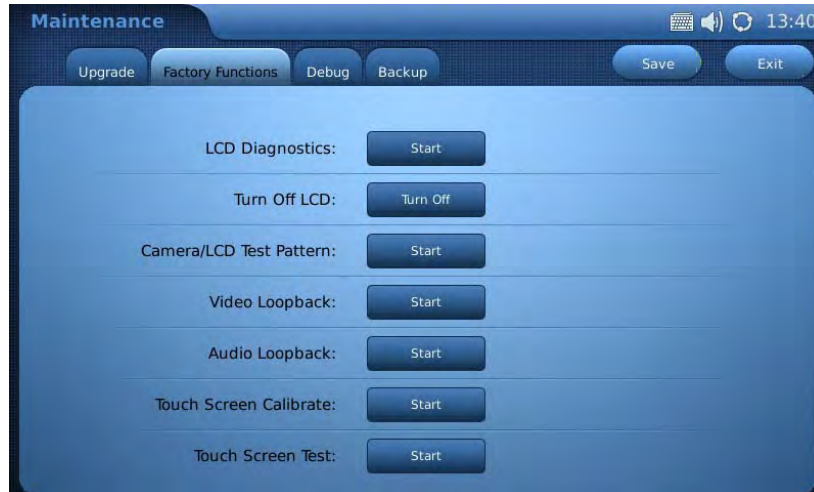 Maintenance 13:40
Upgrade Factory Functions Debug Backup Save Exit
LCD Diagnostics: Start
Turn Off LCD: Turn Off
Camera/LCD Test Pattern: Start
Video Loopback: Start
Audio Loopback: Start
Touch Screen Calibrate: Start
Touch Screen Test: Start